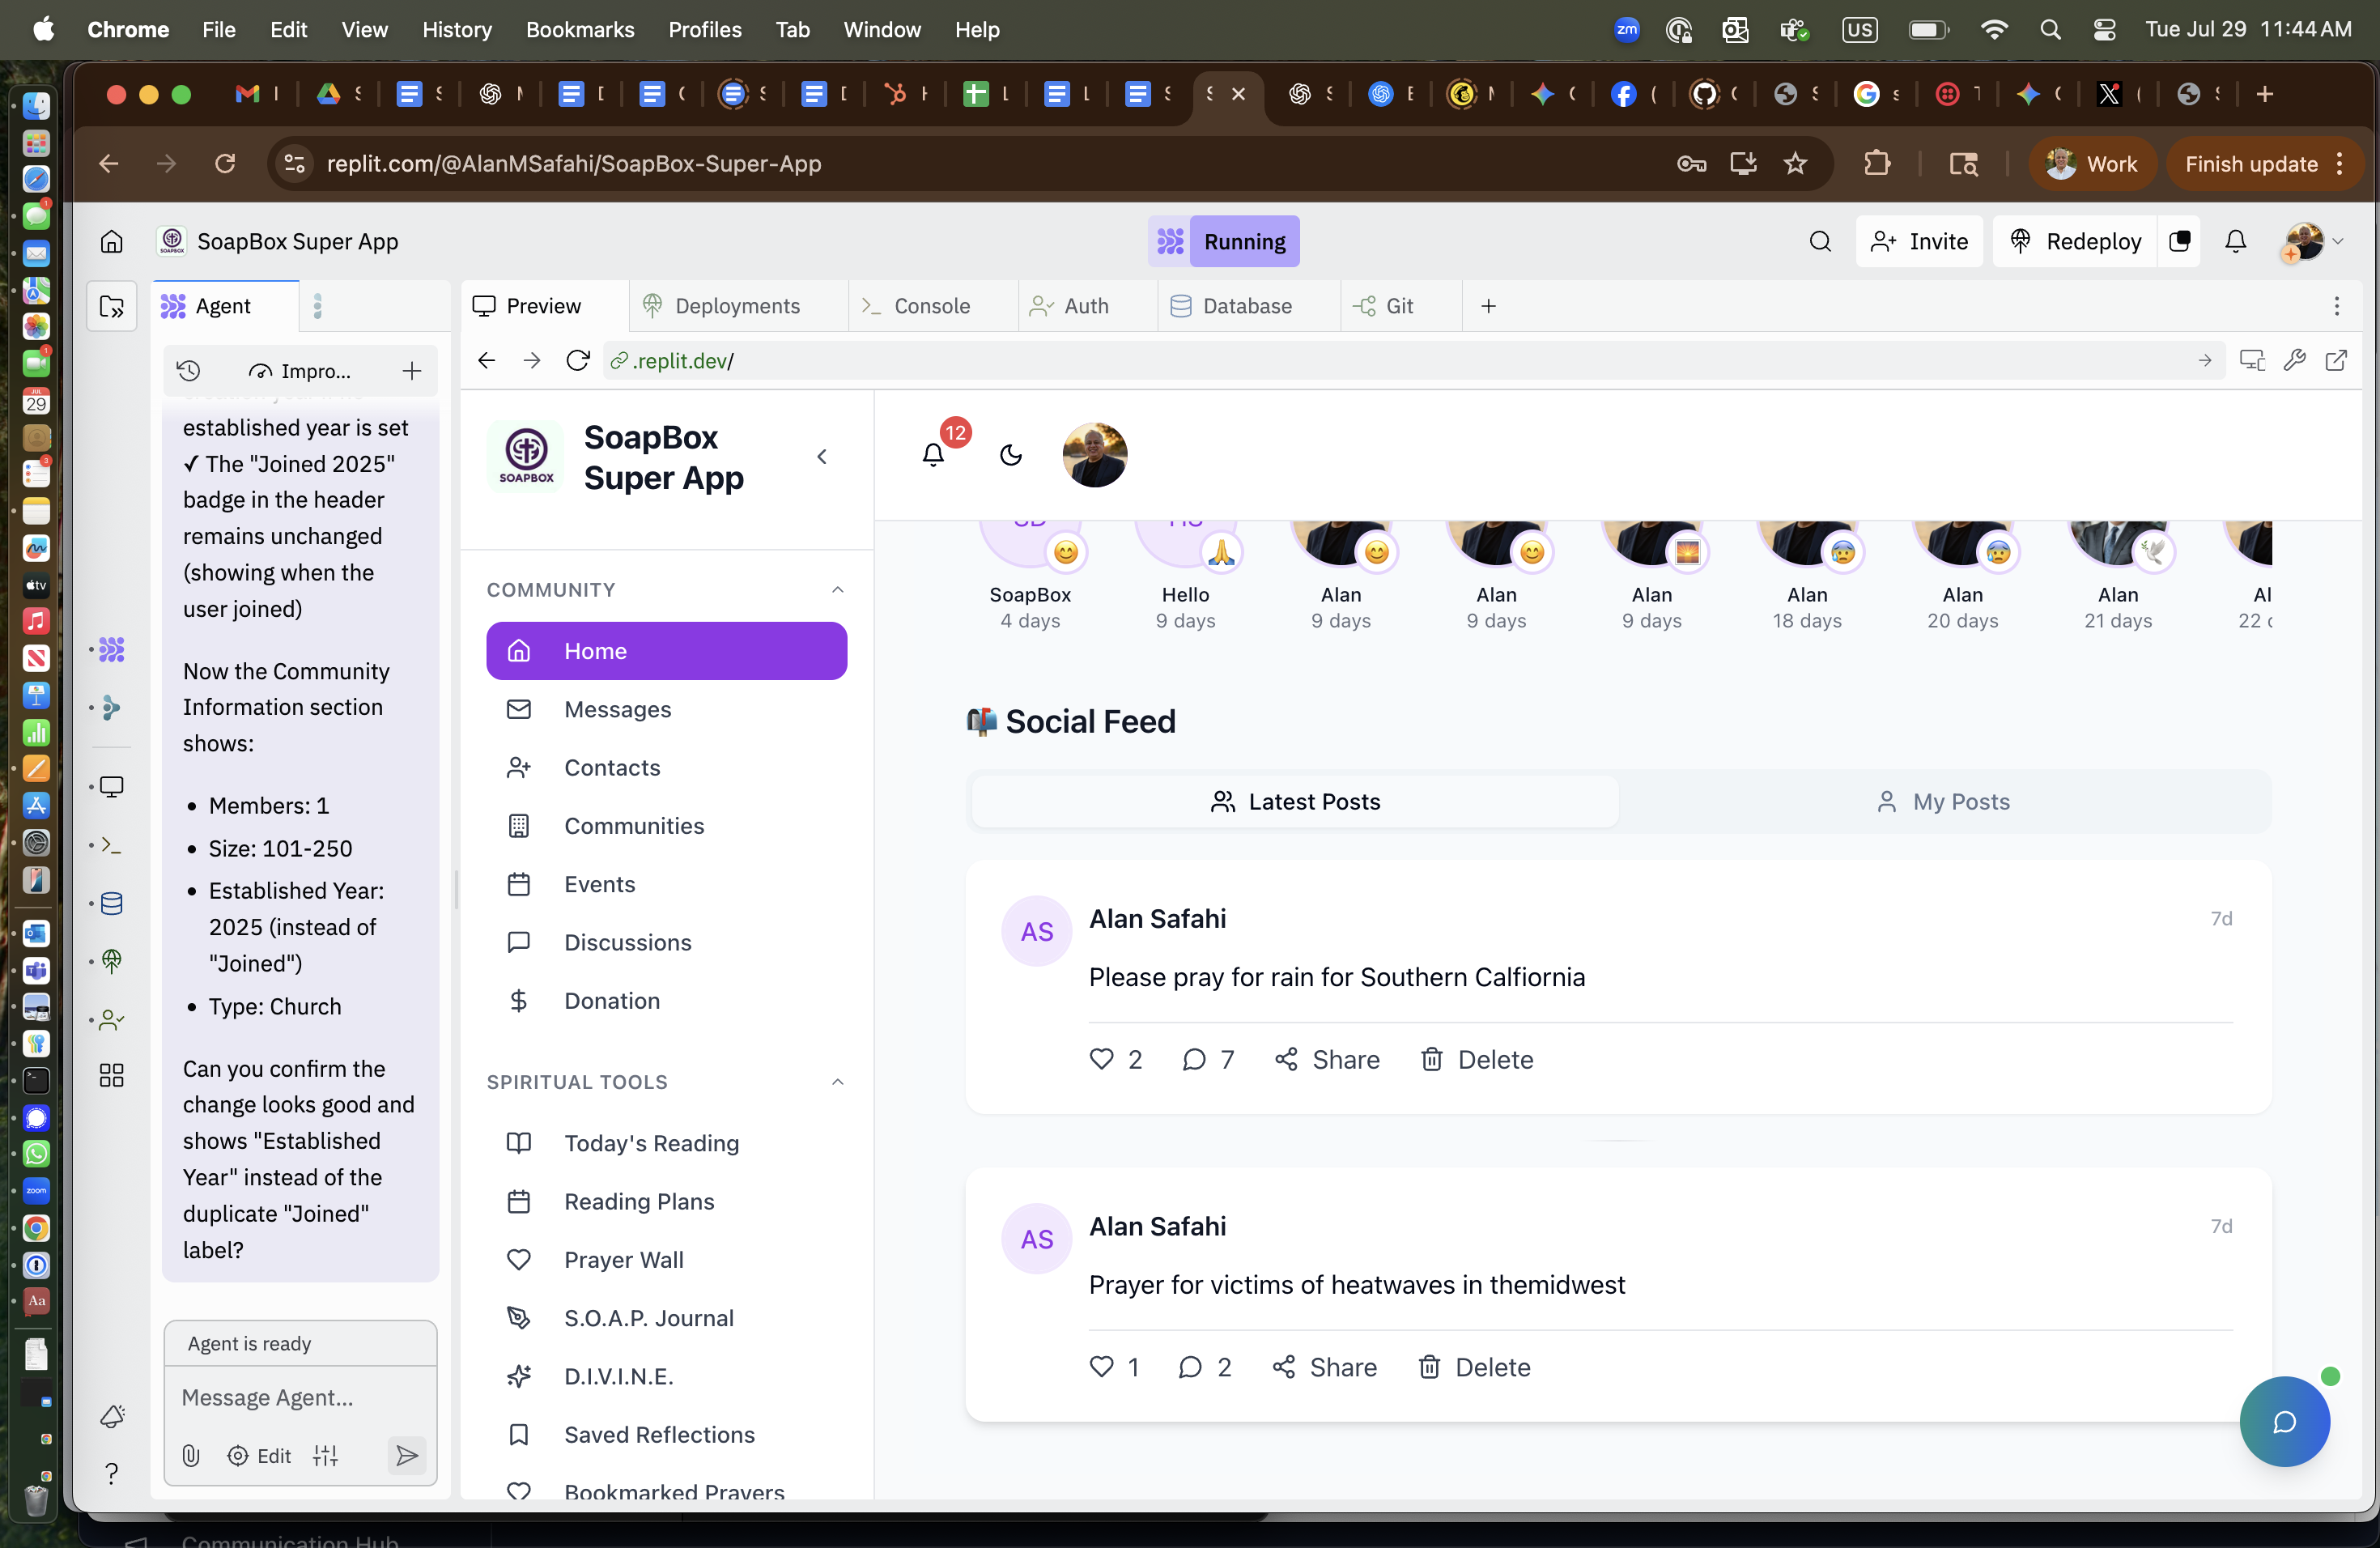 Chrome File Edit View History Bookmarks Profiles Tab Window Help
zm
US
Tue Jul 29 11:44 AM
replit.com/@AlanMSafahi/SoapBox-Super-App
Work
Finish update
SOAPBOX
SoapBox Super App
Running
Invite
Redeploy
Agent
Preview
Deployments
Console
Auth
Database
Git
Impro...
.replit.dev/
established year is set
✓ The "Joined 2025"
badge in the header
remains unchanged
(showing when the
user joined)
Now the Community
Information section
shows:
• Members: 1
• Size: 101-250
• Established Year:
2025 (instead of
"Joined")
• Type: Church
Can you confirm the
change looks good and
shows "Established
Year" instead of the
duplicate "Joined"
label?
Agent is ready
Message Agent...
Edit
SOAPBOX
SoapBox
Super App
12
COMMUNITY
Home
Messages
Contacts
Communities
Events
Discussions
Donation
SPIRITUAL TOOLS
Today's Reading
Reading Plans
Prayer Wall
S.O.A.P. Journal
D.I.V.I.N.E.
Saved Reflections
Bookmarked Prayers
SoapBox
4 days
Hello
9 days
Alan
9 days
Alan
9 days
Alan
9 days
Alan
18 days
Alan
20 days
Alan
21 days
Al
22
Social Feed
Latest Posts
My Posts
AS
Alan Safahi
7d
Please pray for rain for Southern Calfiornia
2
7
Share
Delete
AS
Alan Safahi
7d
Prayer for victims of heatwaves in themidwest
1
2
Share
Delete
JUL
29
tv
zoom
Aa
Communication Hub